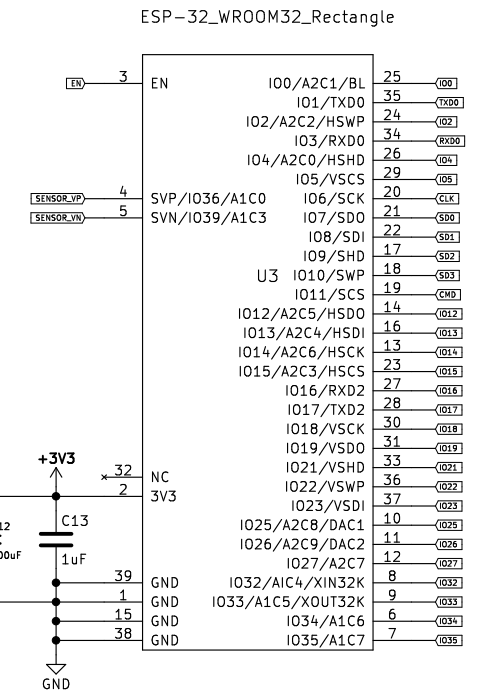 ESP-32_WROOM32_Rectangle
EN 3 EN IO0/A2C1/BL 25 IO0
IO1/TXD0 35 TXD0
IO2/A2C2/HSWP 24 IO2
IO3/RXD0 34 RXD0
IO4/A2C0/HSHD 26 IO4
IO5/VSCS 29 IO5
SENSOR_VP 4 SVP/IO36/A1C0 IO6/SCK 20 CLK
SENSOR_VN 5 SVN/IO39/A1C3 IO7/SDO 21 SD0
IO8/SDI 22 SD1
IO9/SHD 17 SD2
U3 IO10/SWP 18 SD3
IO11/SCS 19 CMD
IO12/A2C5/HSDO 14 IO12
IO13/A2C4/HSDI 16 IO13
IO14/A2C6/HSCK 13 IO14
IO15/A2C3/HSCS 23 IO15
IO16/RXD2 27 IO16
IO17/TXD2 28 IO17
IO18/VSCK 30 IO18
IO19/VSDO 31 IO19
+3V3 IO21/VSHD 33 IO21
32 NC IO22/VSWP 36 IO22
2 3V3 IO23/VSDI 37 IO23
12 C13 IO25/A2C8/DAC1 10 IO25
C IO26/A2C9/DAC2 11 IO26
00uF 1uF IO27/A2C7 12 IO27
39 GND IO32/AIC4/XIN32K 8 IO32
1 GND IO33/A1C5/XOUT32K 9 IO33
15 GND IO34/A1C6 6 IO34
38 GND IO35/A1C7 7 IO35
GND